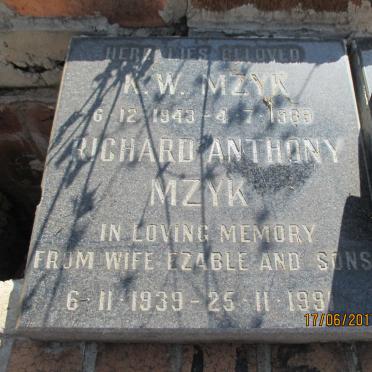 HERE LIES BELOVED
K.W. MZYK
6·12·1943 - 4·7·1989
RICHARD ANTHONY
MZYK
IN LOVING MEMORY
FROM WIFE EZABLE AND SONS
6·11·1939 - 25·11·1991
17/06/201